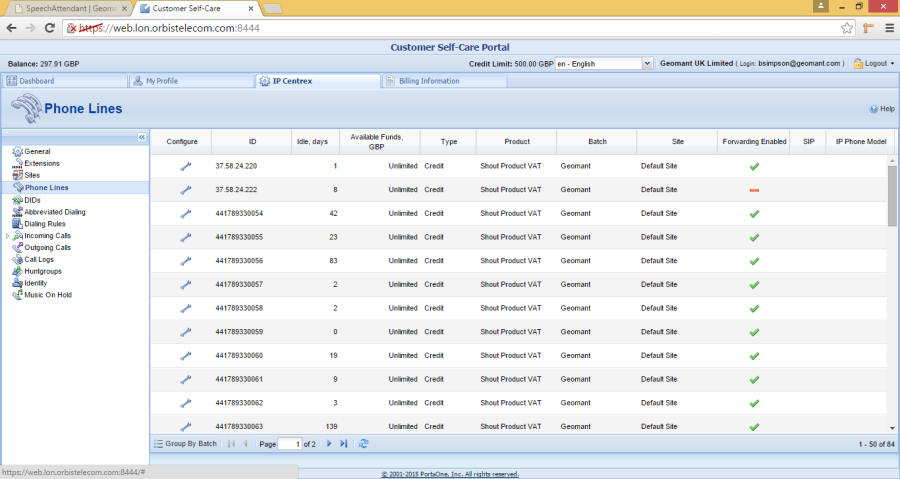 SpeechAttendant | Geomant
Customer Self-Care
https://web.lon.orbistelecom.com:8444
Customer Self-Care Portal
Balance: 297.91 GBP
Credit Limit: 500.00 GBP
en - English
Geomant UK Limited ( Login: bsimpson@geomant.com )
Logout
Dashboard
My Profile
IP Centrex
Billing Information
Phone Lines
Help
General
Extensions
Sites
Phone Lines
DIDs
Abbreviated Dialing
Dialing Rules
Incoming Calls
Outgoing Calls
Call Logs
Huntgroups
Identity
Music On Hold
Configure ID Idle, days Available Funds, GBP Type Product Batch Site Forwarding Enabled SIP IP Phone Model
37.58.24.220 1 Unlimited Credit Shout Product VAT Geomant Default Site
37.58.24.222 8 Unlimited Credit Shout Product VAT Geomant Default Site
441789330054 42 Unlimited Credit Shout Product VAT Geomant Default Site
441789330055 23 Unlimited Credit Shout Product VAT Geomant Default Site
441789330056 83 Unlimited Credit Shout Product VAT Geomant Default Site
441789330057 2 Unlimited Credit Shout Product VAT Geomant Default Site
441789330058 2 Unlimited Credit Shout Product VAT Geomant Default Site
441789330059 0 Unlimited Credit Shout Product VAT Geomant Default Site
441789330060 19 Unlimited Credit Shout Product VAT Geomant Default Site
441789330061 9 Unlimited Credit Shout Product VAT Geomant Default Site
441789330062 3 Unlimited Credit Shout Product VAT Geomant Default Site
441789330063 139 Unlimited Credit Shout Product VAT Geomant Default Site
Group By Batch
Page 1 of 2
1 - 50 of 84
https://web.lon.orbistelecom.com:8444/#
© 2001-2015 PortaOne, Inc. All rights reserved.